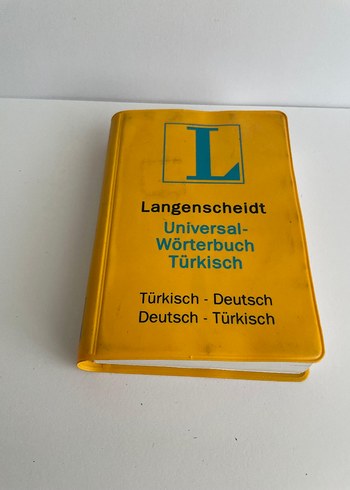 L
Langenscheidt
Universal-
Wörterbuch
Türkisch
Türkisch - Deutsch
Deutsch - Türkisch